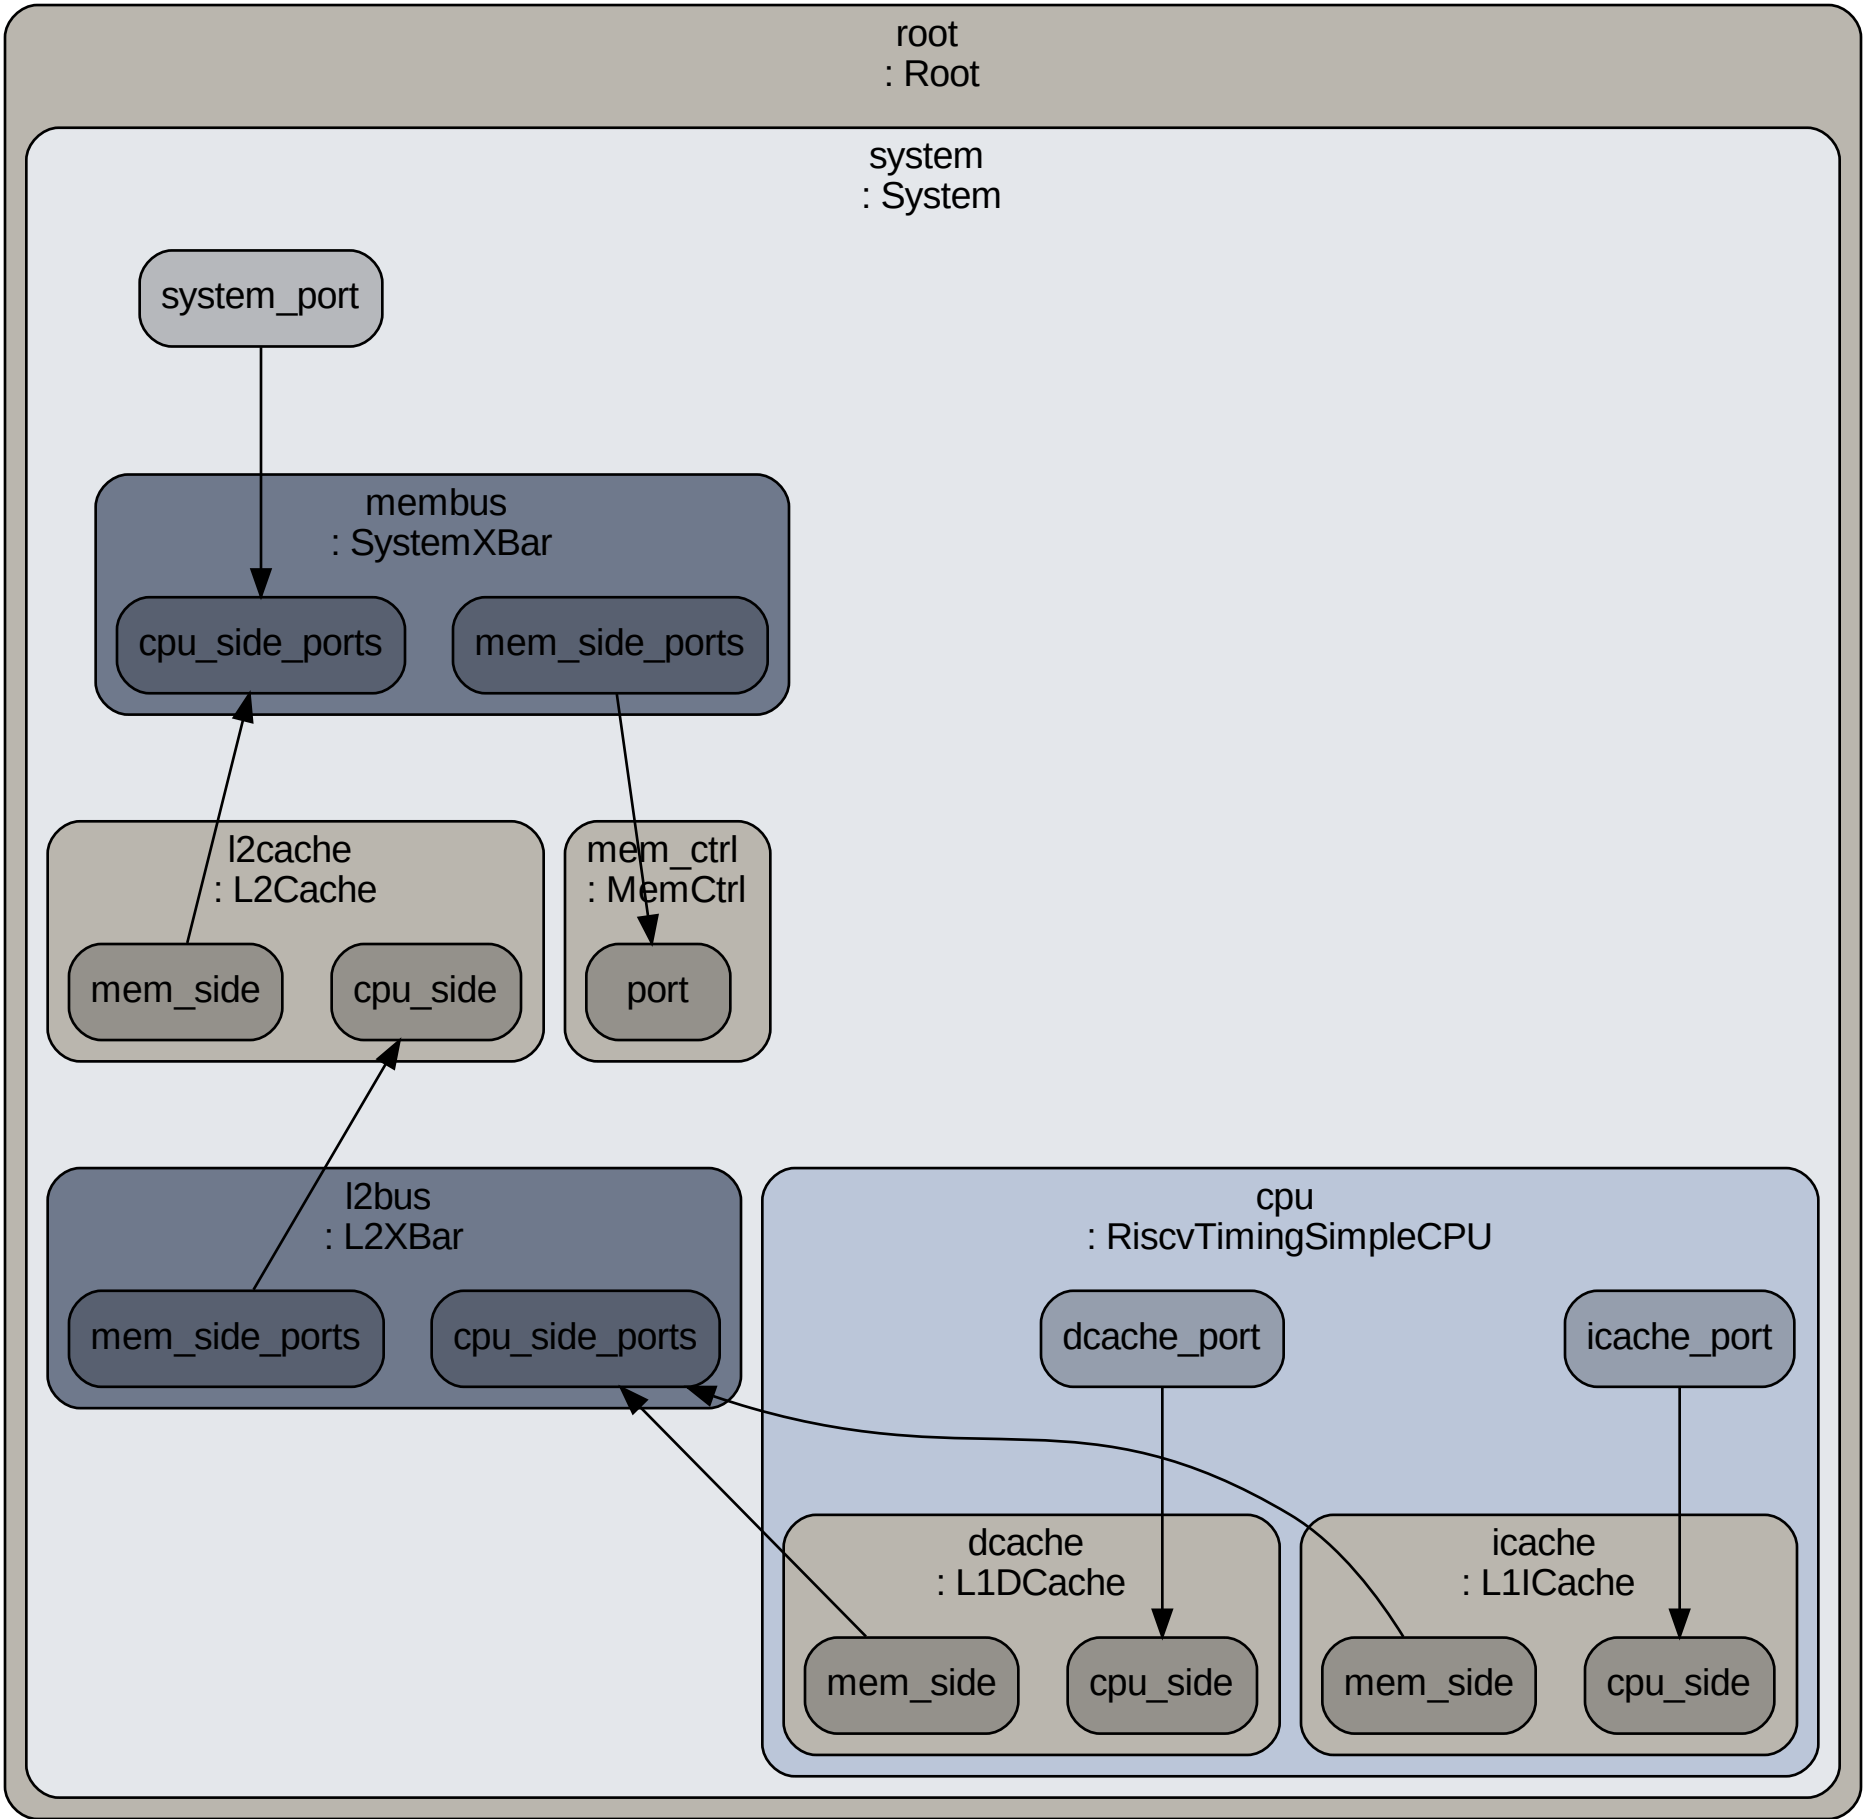 root
: Root
system
: System
system_port
membus
: SystemXBar
cpu_side_ports
mem_side_ports
l2cache
: L2Cache
mem_side
cpu_side
mem_ctrl
: MemCtrl
port
l2bus
: L2XBar
mem_side_ports
cpu_side_ports
cpu
: RiscvTimingSimpleCPU
dcache_port
icache_port
dcache
: L1DCache
mem_side
cpu_side
icache
: L1ICache
mem_side
cpu_side